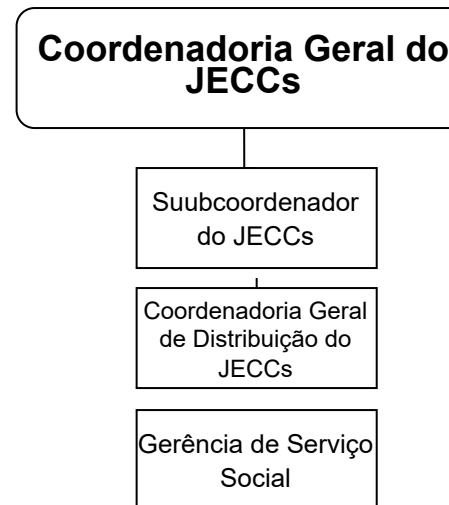 Coordenadoria Geral do
JECCs
Suubcoordenador
do JECCs
Coordenadoria Geral
de Distribuição do
JECCs
Gerência de Serviço
Social